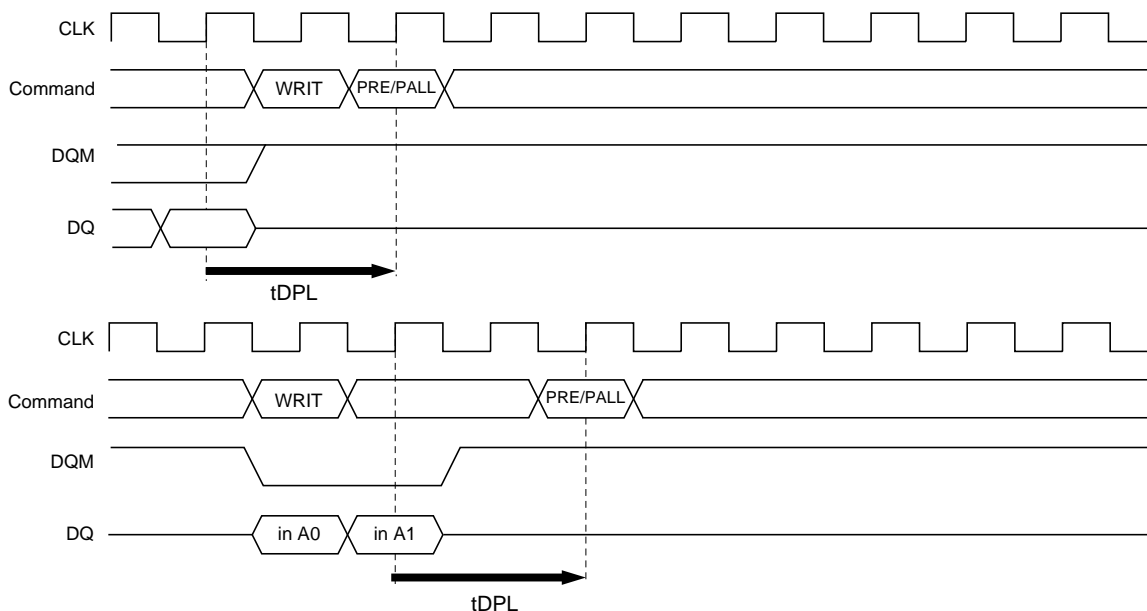 CLK
Command WRIT PRE/PALL
DQM
DQ
tDPL
CLK
Command WRIT PRE/PALL
DQM
DQ in A0 in A1
tDPL